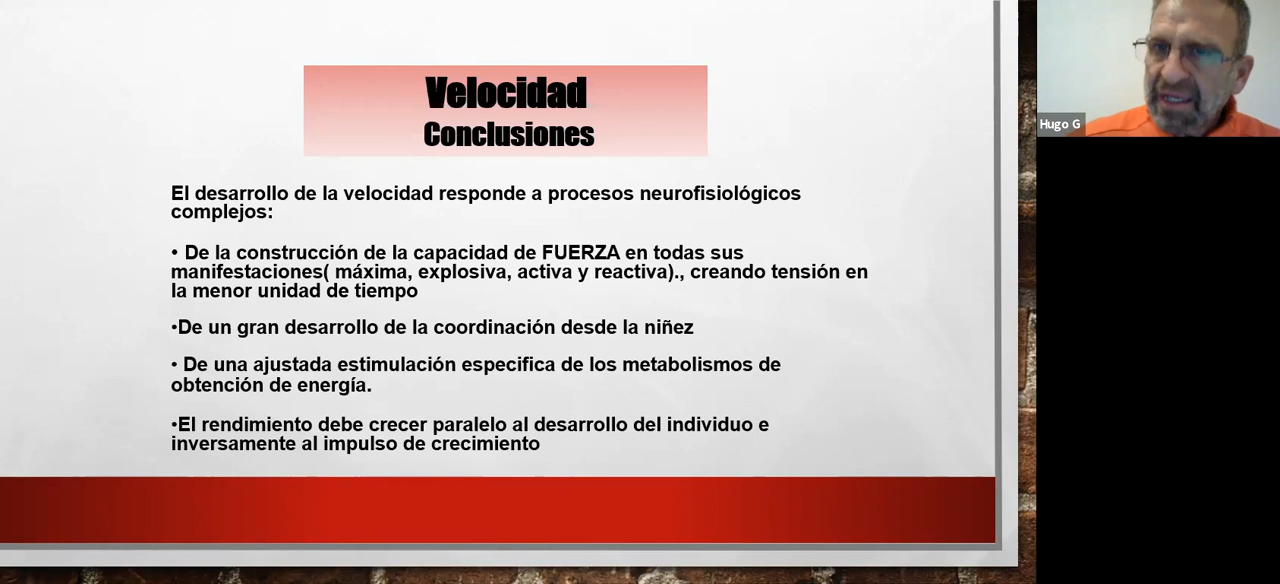 Velocidad
Conclusiones
El desarrollo de la velocidad responde a procesos neurofisiológicos
complejos:
• De la construcción de la capacidad de FUERZA en todas sus
manifestaciones( máxima, explosiva, activa y reactiva)., creando tensión en
la menor unidad de tiempo
•De un gran desarrollo de la coordinación desde la niñez
• De una ajustada estimulación especifica de los metabolismos de
obtención de energía.
•El rendimiento debe crecer paralelo al desarrollo del individuo e
inversamente al impulso de crecimiento
Hugo G